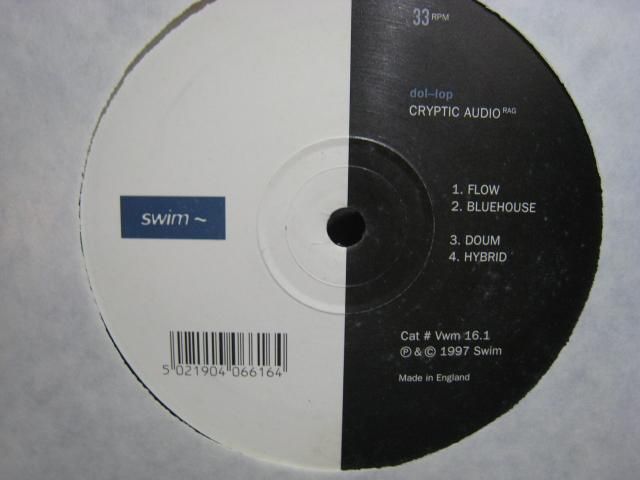 33 RPM
dol–lop
CRYPTIC AUDIO RAG
1. FLOW
2. BLUEHOUSE
3. DOUM
4. HYBRID
swim ~
Cat # Vwm 16.1
℗ & © 1997 Swim
Made in England
5 021904 066164